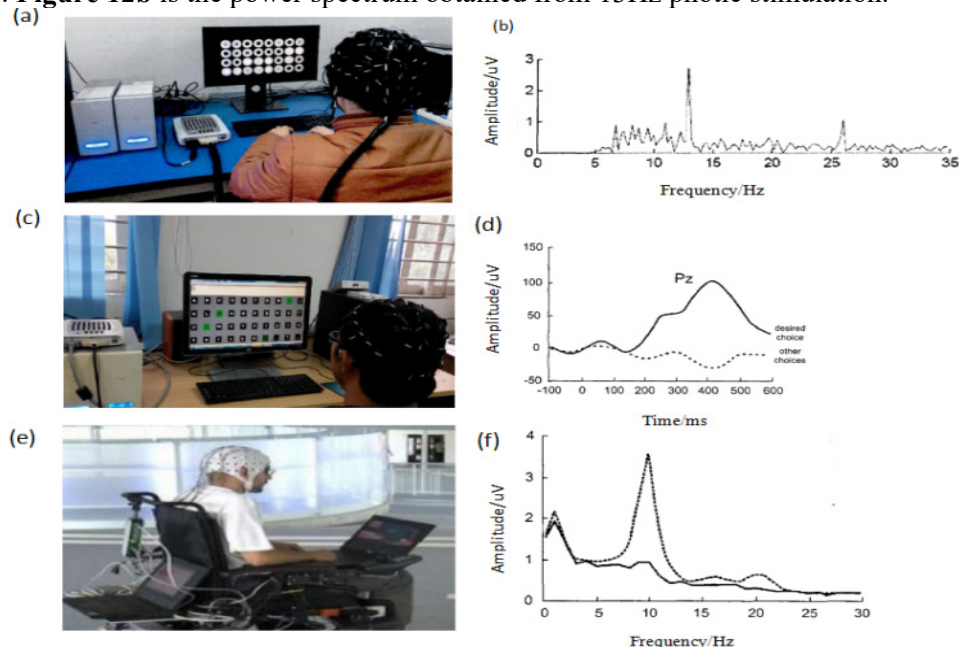 . Figure 12b is the power spectrum obtained from 13Hz photic stimulation.
(a)
(b)
Amplitude/uV
3
2
1
0
0 5 10 15 20 25 30 35
Frequency/Hz
(c)
(d)
Amplitude/uV
150
100
50
0
-50
Pz
desired
choice
other
choices
-100 0 100 200 300 400 500 600
Time/ms
(e)
(f)
Amplitude/uV
4
3
2
1
0
0 5 10 15 20 25 30
Frequency/Hz